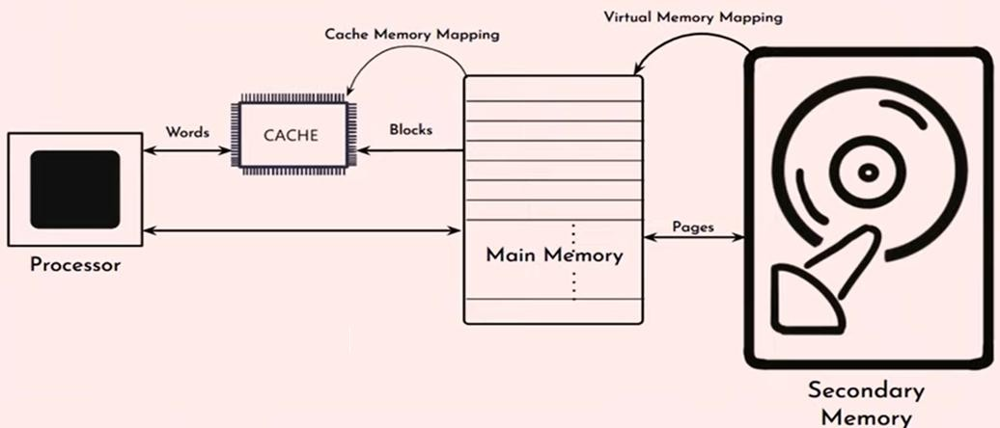 Virtual Memory Mapping
Cache Memory Mapping
Words
CACHE
Blocks
Pages
Main Memory
Processor
Secondary
Memory